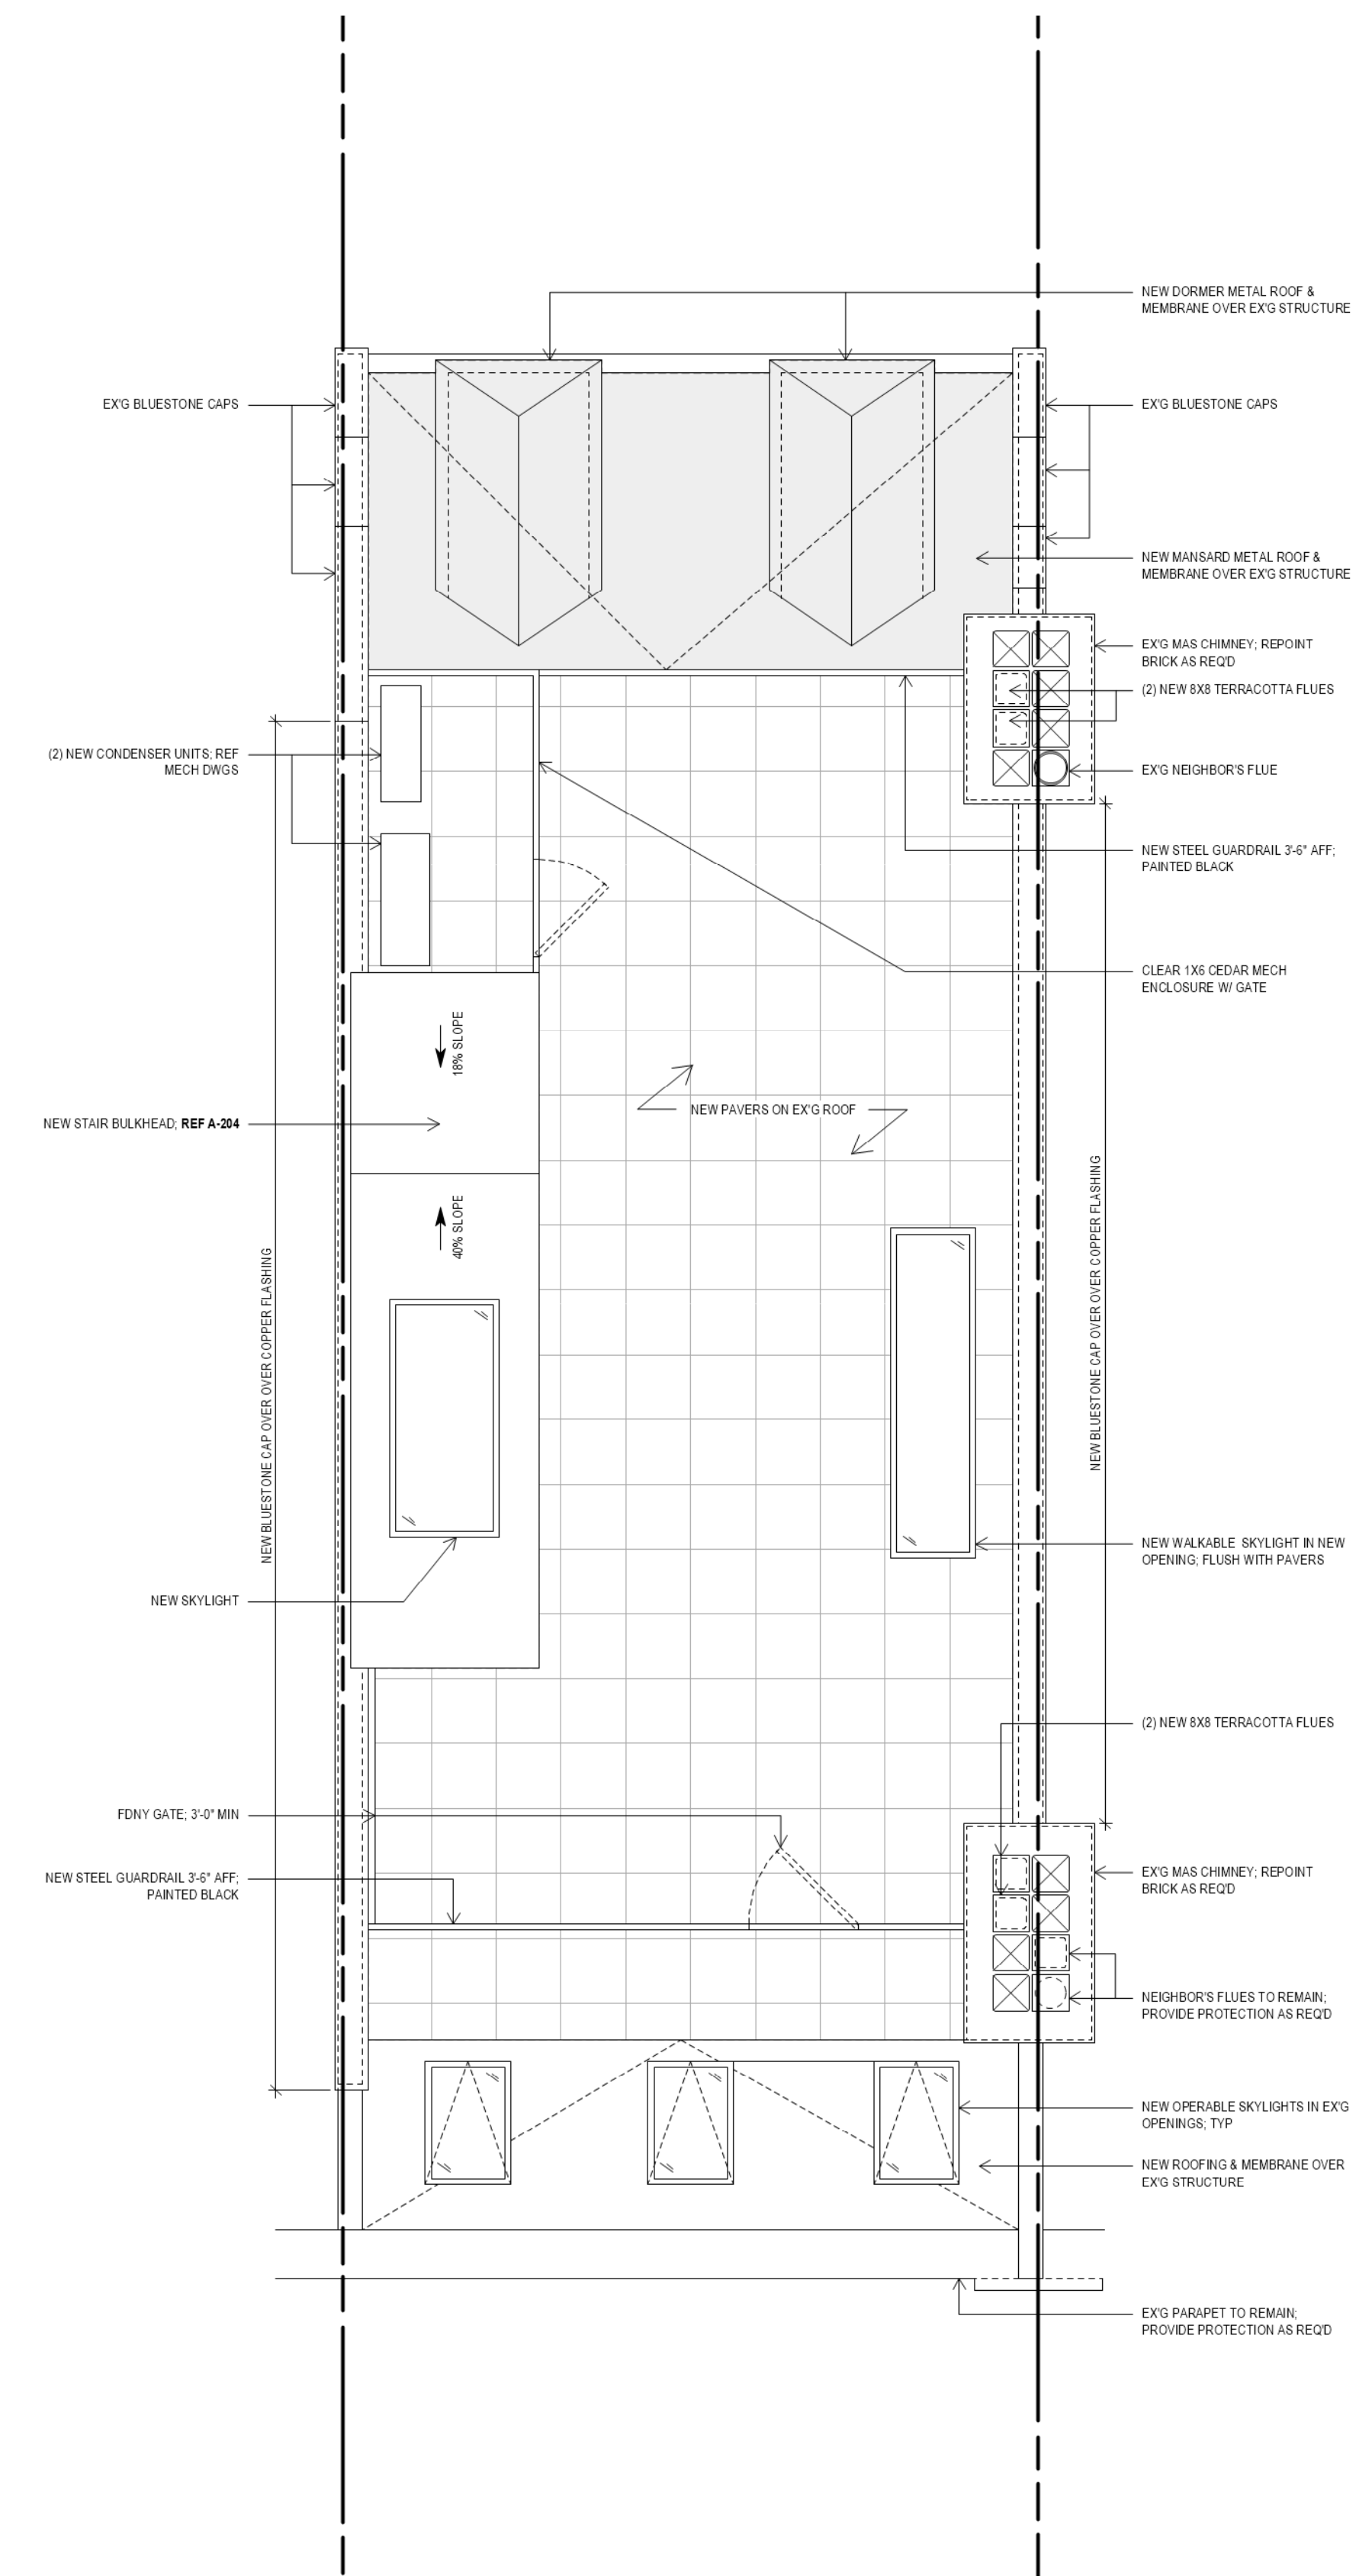 NEW DORMER METAL ROOF &
MEMBRANE OVER EX'G STRUCTURE
EX'G BLUESTONE CAPS
EX'G BLUESTONE CAPS
NEW MANSARD METAL ROOF &
MEMBRANE OVER EX'G STRUCTURE
EX'G MAS CHIMNEY; REPOINT
BRICK AS REQ'D
(2) NEW 8X8 TERRACOTTA FLUES
(2) NEW CONDENSER UNITS; REF
MECH DWGS
EX'G NEIGHBOR'S FLUE
NEW STEEL GUARDRAIL 3'-6" AFF;
PAINTED BLACK
CLEAR 1X6 CEDAR MECH
ENCLOSURE W/ GATE
18% SLOPE
NEW PAVERS ON EX'G ROOF
NEW STAIR BULKHEAD; REF A-204
40% SLOPE
NEW BLUESTONE CAP OVER OVER COPPER FLASHING
NEW BLUESTONE CAP OVER OVER COPPER FLASHING
NEW WALKABLE SKYLIGHT IN NEW
OPENING; FLUSH WITH PAVERS
NEW SKYLIGHT
(2) NEW 8X8 TERRACOTTA FLUES
FDNY GATE; 3'-0" MIN
NEW STEEL GUARDRAIL 3'-6" AFF;
PAINTED BLACK
EX'G MAS CHIMNEY; REPOINT
BRICK AS REQ'D
NEIGHBOR'S FLUES TO REMAIN;
PROVIDE PROTECTION AS REQ'D
NEW OPERABLE SKYLIGHTS IN EX'G
OPENINGS; TYP
NEW ROOFING & MEMBRANE OVER
EX'G STRUCTURE
EX'G PARAPET TO REMAIN;
PROVIDE PROTECTION AS REQ'D